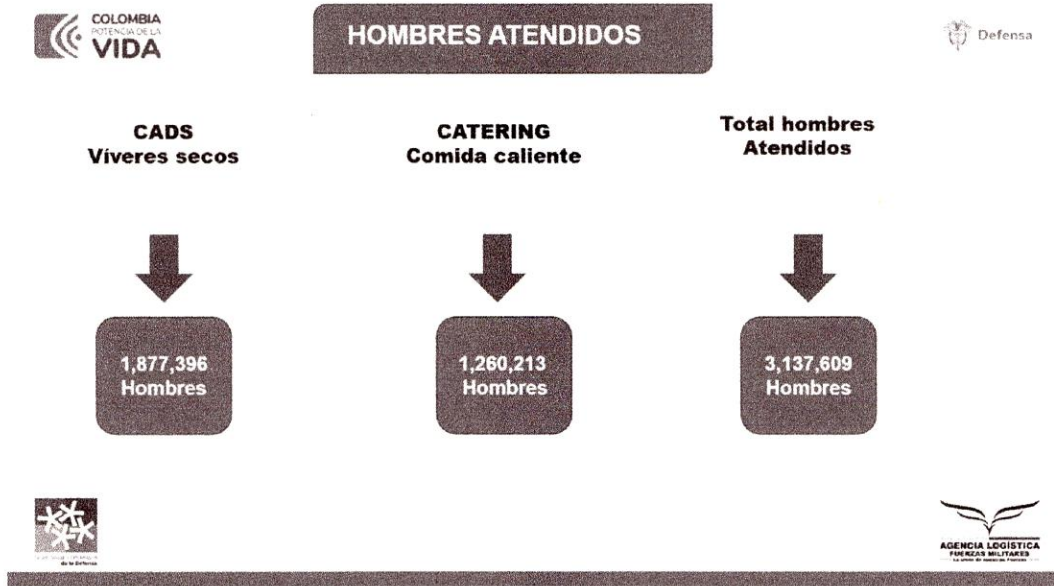 COLOMBIA
POTENCIA DE LA
VIDA
HOMBRES ATENDIDOS
Defensa
CADS
Víveres secos
CATERING
Comida caliente
Total hombres
Atendidos
1,877,396
Hombres
1,260,213
Hombres
3,137,609
Hombres
de la Defensa
AGENCIA LOGÍSTICA
FUERZAS MILITARES